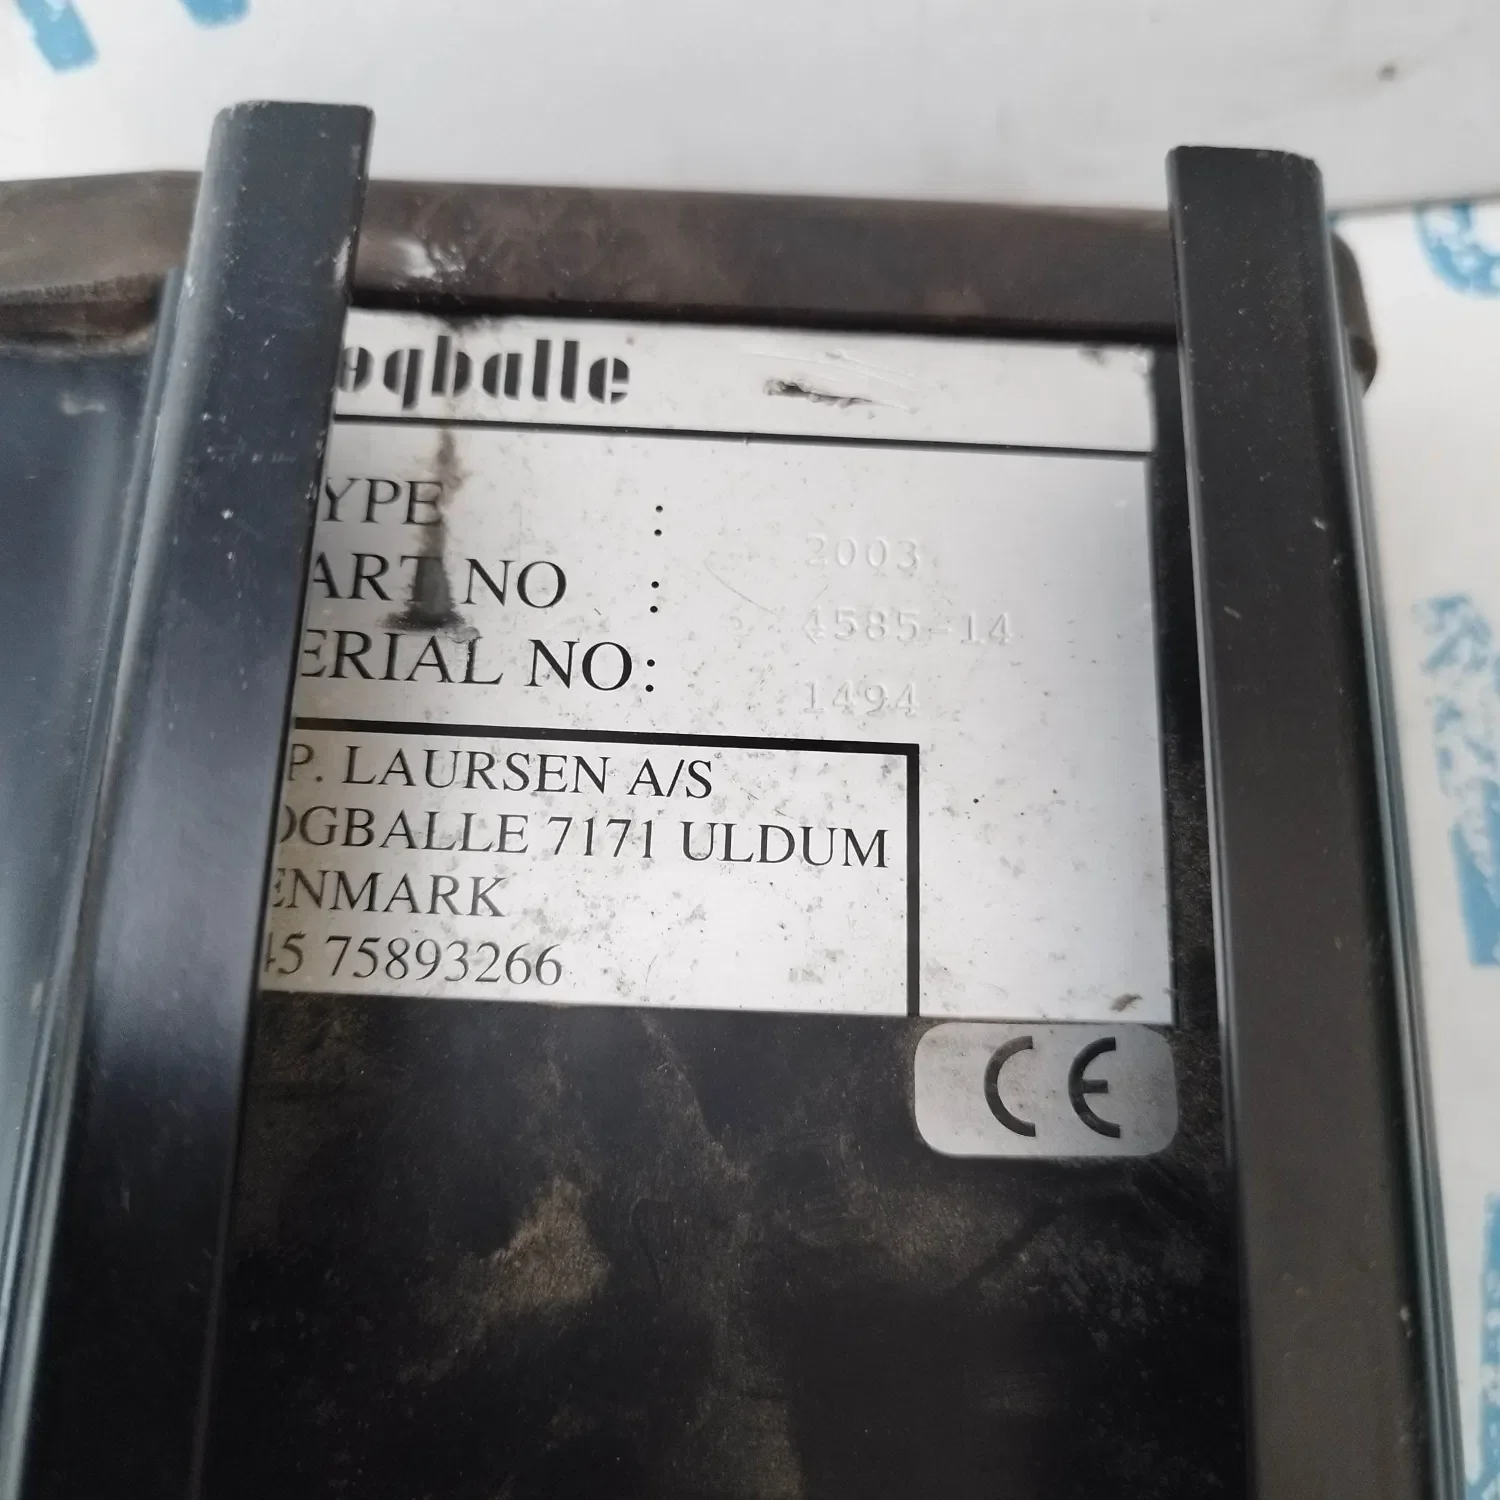 ogballe
YPE : 2003
ART NO : 4585-14
ERIAL NO: 1494
P. LAURSEN A/S
OGBALLE 7171 ULDUM
ENMARK
45 75893266
CE